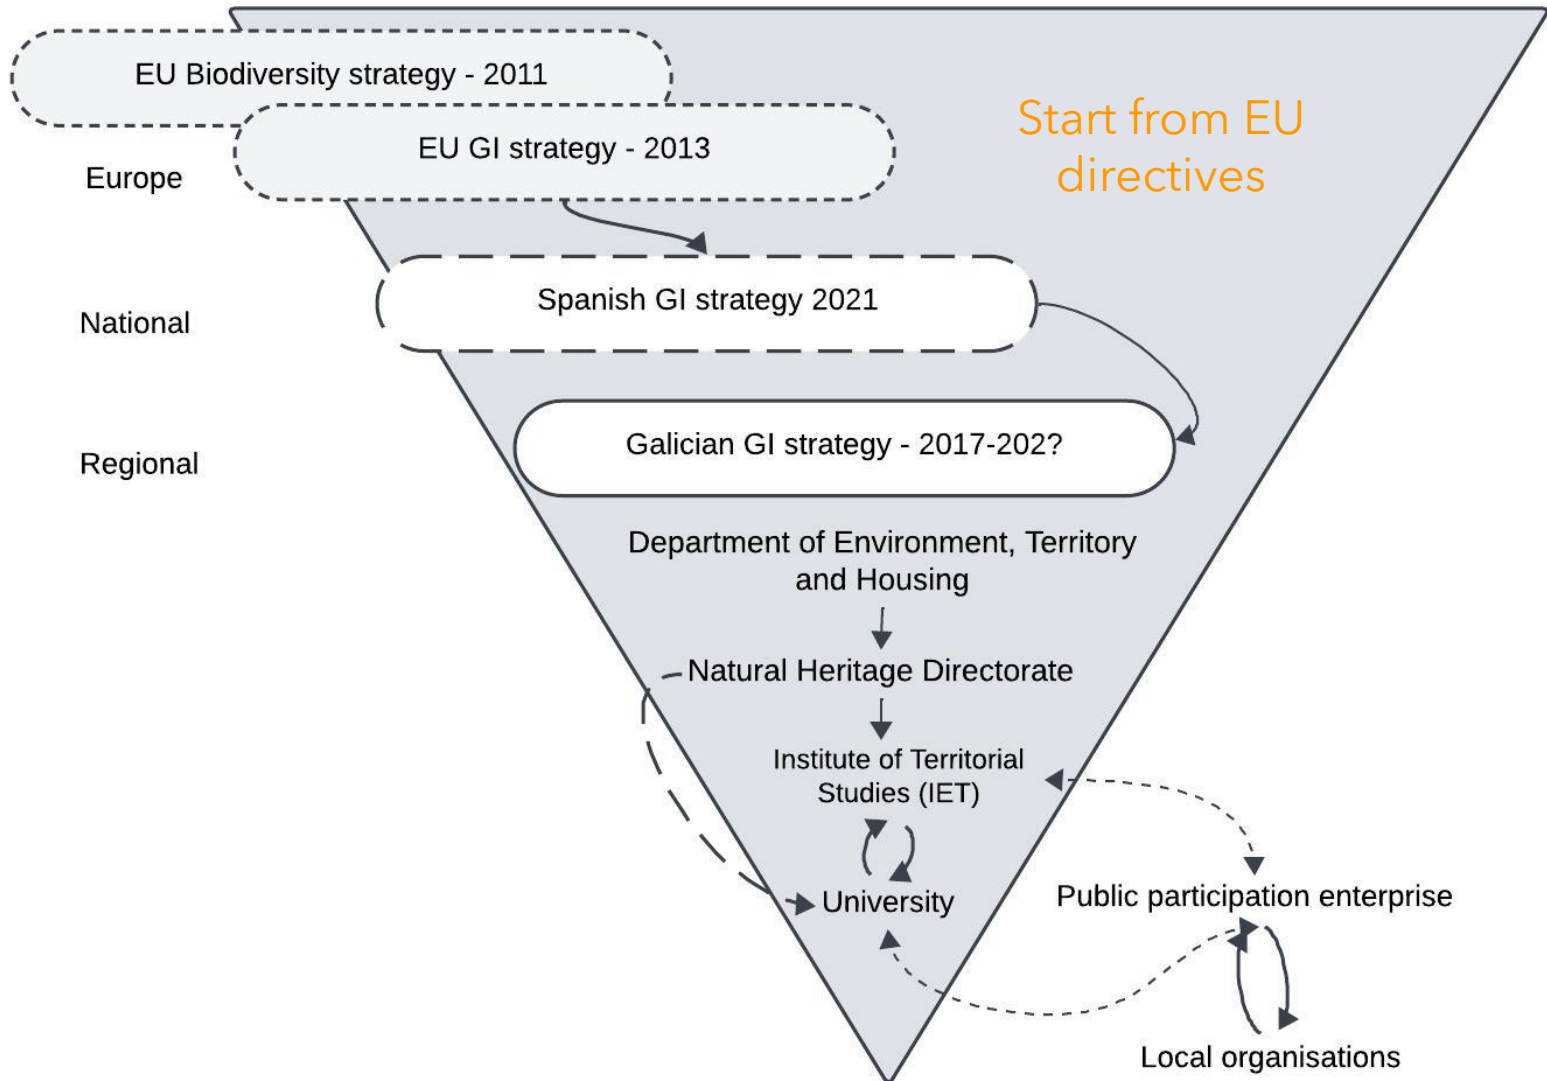 EU Biodiversity strategy - 2011
EU GI strategy - 2013
Start from EU
directives
Europe
Spanish GI strategy 2021
National
Galician GI strategy - 2017-202?
Regional
Department of Environment, Territory
and Housing
Natural Heritage Directorate
Institute of Territorial
Studies (IET)
University
Public participation enterprise
Local organisations